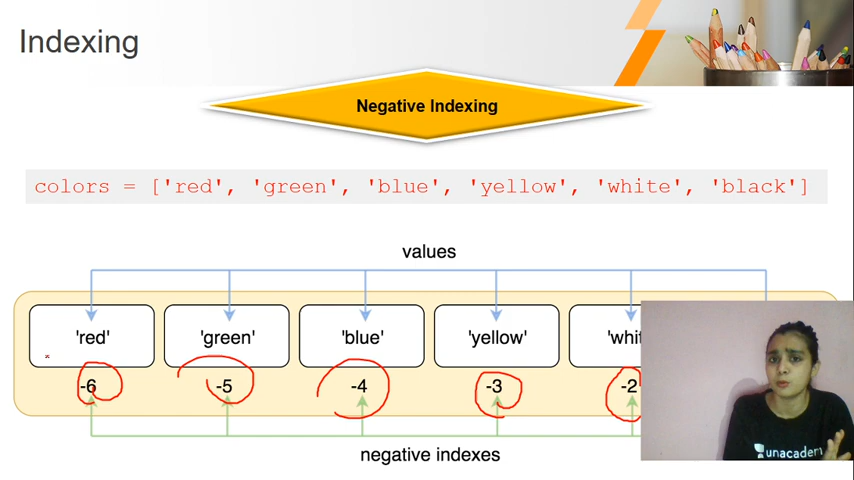 Indexing
Negative Indexing
colors = ['red', 'green', 'blue', 'yellow', 'white', 'black']
values
'red' 'green' 'blue' 'yellow' 'whit
-6 -5 -4 -3 -2
negative indexes
unacadem